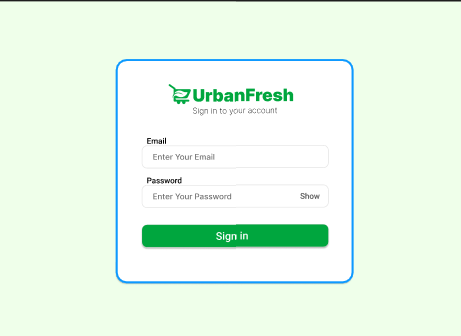 UrbanFresh
Sign in to your account
Email
Enter Your Email
Password
Enter Your Password Show
Sign in